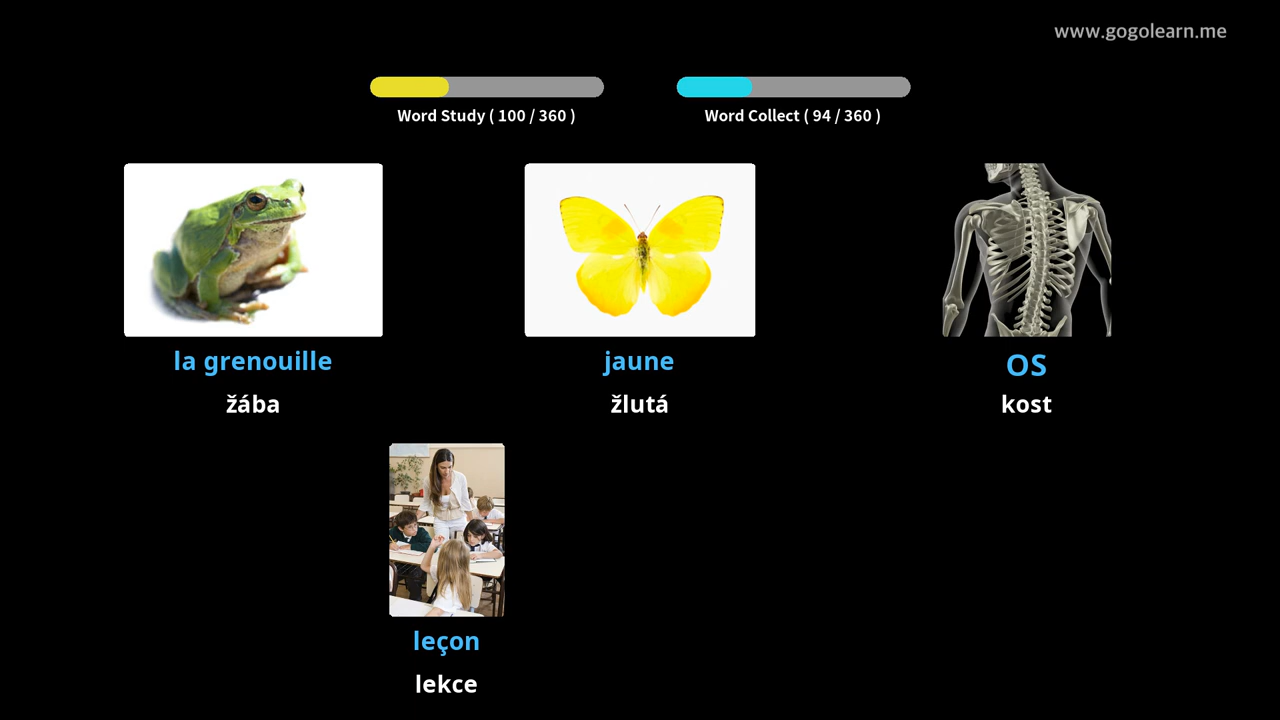 www.gogolearn.me
Word Study ( 100 / 360 )
Word Collect ( 94 / 360 )
la grenouille
jaune
OS
žába
žlutá
kost
leçon
lekce